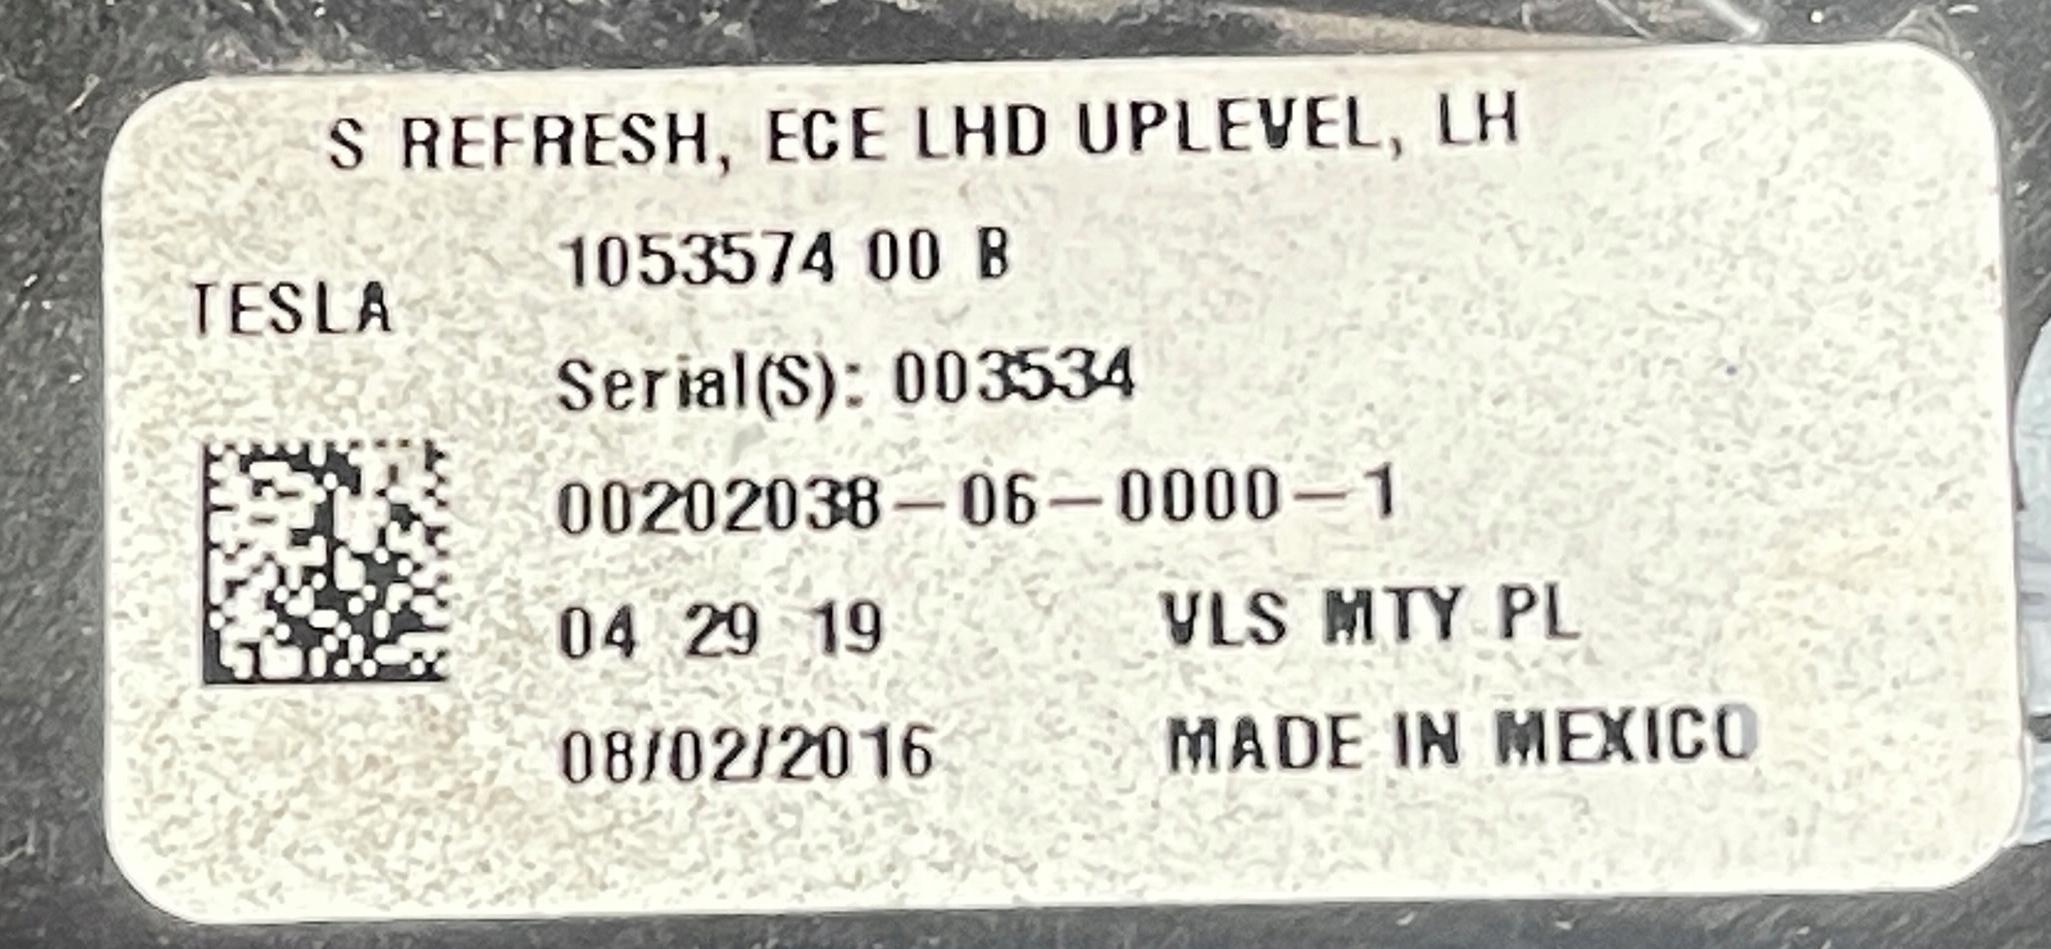 S REFRESH, ECE LHD UPLEVEL, LH
1053574 00 B
TESLA
Serial(S): 003534
00202038-06-0000-1
04 29 19 VLS MTY PL
08/02/2016 MADE IN MEXICO